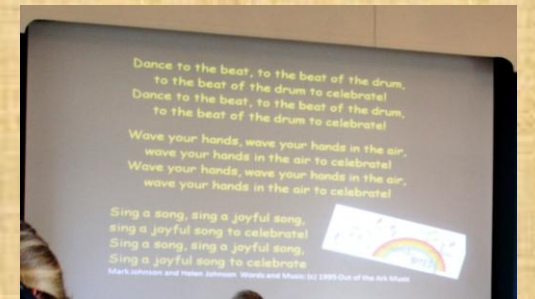 Dance to the beat, to the beat of the drum,
to the beat of the drum to celebrate!
Dance to the beat, to the beat of the drum,
to the beat of the drum to celebrate!
Wave your hands, wave your hands in the air,
wave your hands in the air to celebrate!
Wave your hands, wave your hands in the air,
wave your hands in the air to celebrate!
Sing a song, sing a joyful song,
sing a joyful song to celebrate!
Sing a song, sing a joyful song,
Sing a joyful song to celebrate
Mark Johnson and Helen Johnson Words and Music (c) 1995 Out of the Ark Music